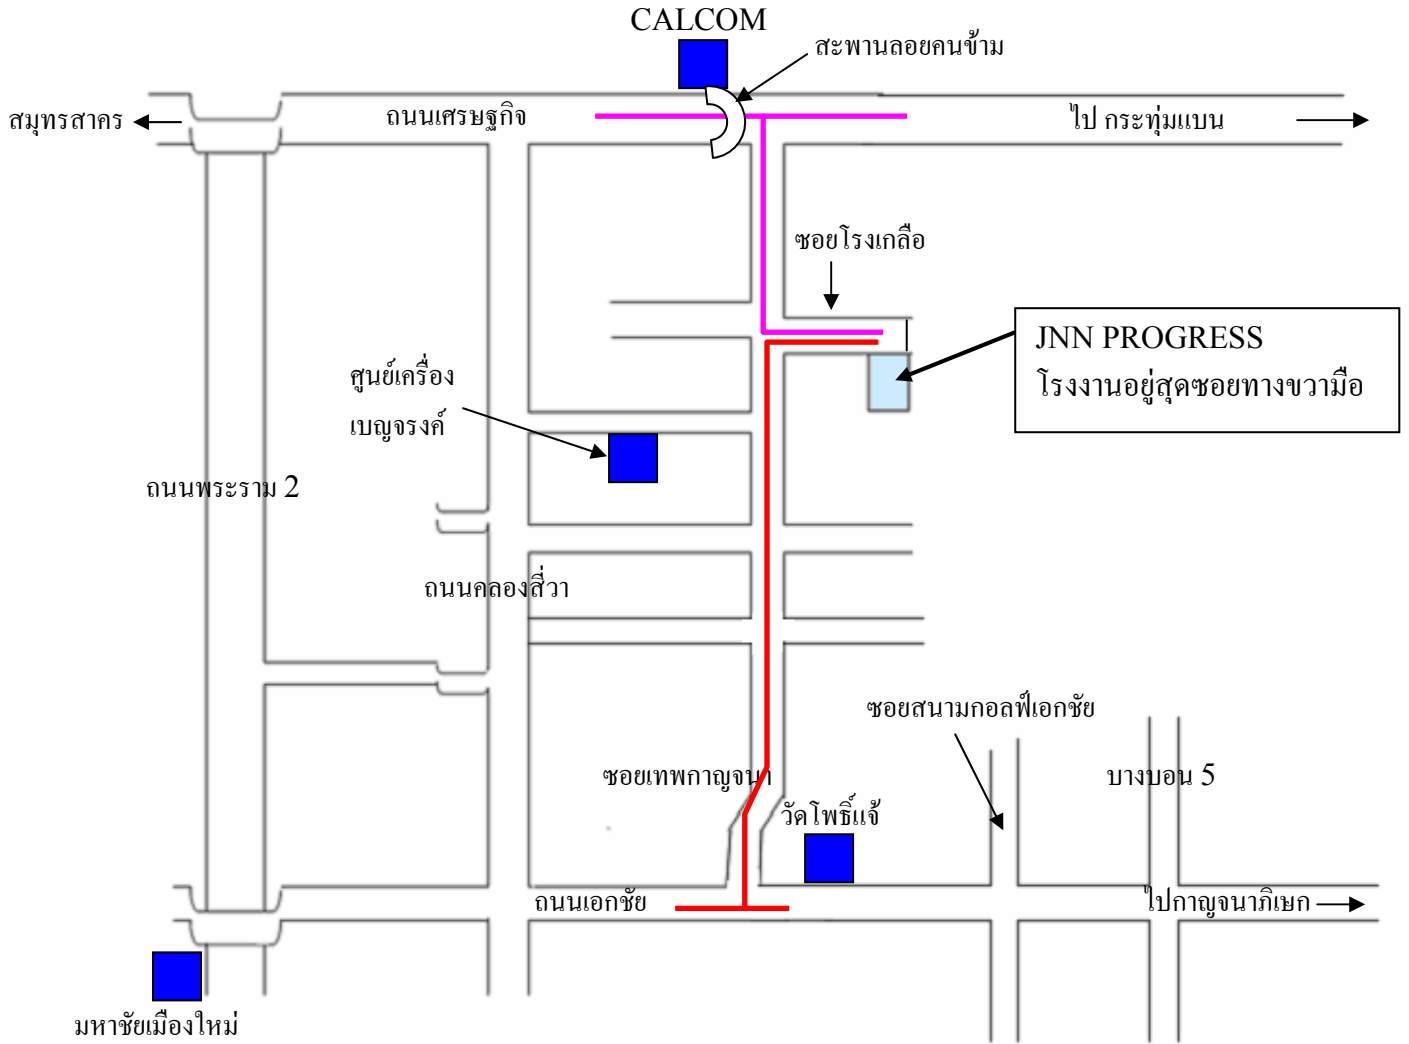 CALCOM
สะพานลอยคนข้าม
สมุทรสาคร
ถนนเศรษฐกิจ
ไป กระทุ่มแบน
ซอยโรงเกลือ
JNN PROGRESS
โรงงานอยู่สุดซอยทางขวามือ
ศูนย์เครื่อง
เบญจรงค์
ถนนพระราม 2
ถนนคลองสี่วา
ซอยสนามกอล์ฟเอกชัย
ซอยเทพกาญจนา
บางบอน 5
วัดโพธิ์แจ้
ถนนเอกชัย
ไปกาญจนาภิเษก
มหาชัยเมืองใหม่